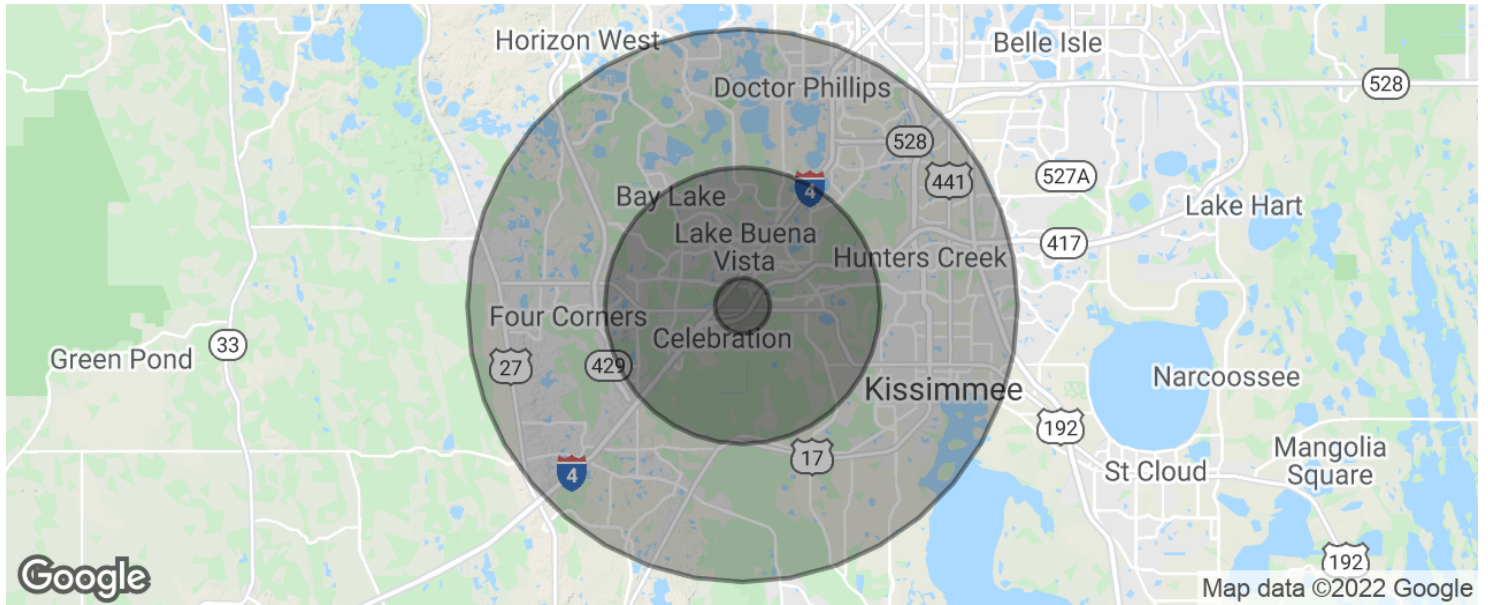 Horizon West
Belle Isle
Doctor Phillips
528
528
441
527A
4
Bay Lake
Lake Hart
Lake Buena
Vista
417
Hunters Creek
Four Corners
Celebration
33
Green Pond
27
429
Kissimmee
Narcoossee
192
17
4
St Cloud
Mangolia
Square
192
Google
Map data ©2022 Google